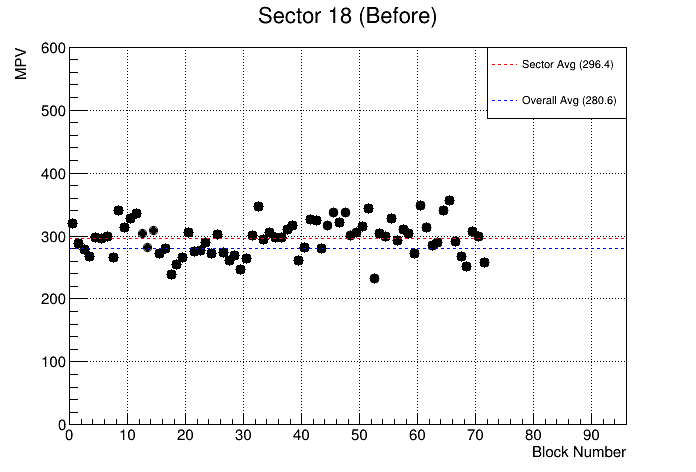 Sector 18 (Before)
MPV
600
500
400
300
200
100
0
Sector Avg (296.4)
Overall Avg (280.6)
0 10 20 30 40 50 60 70 80 90
Block Number